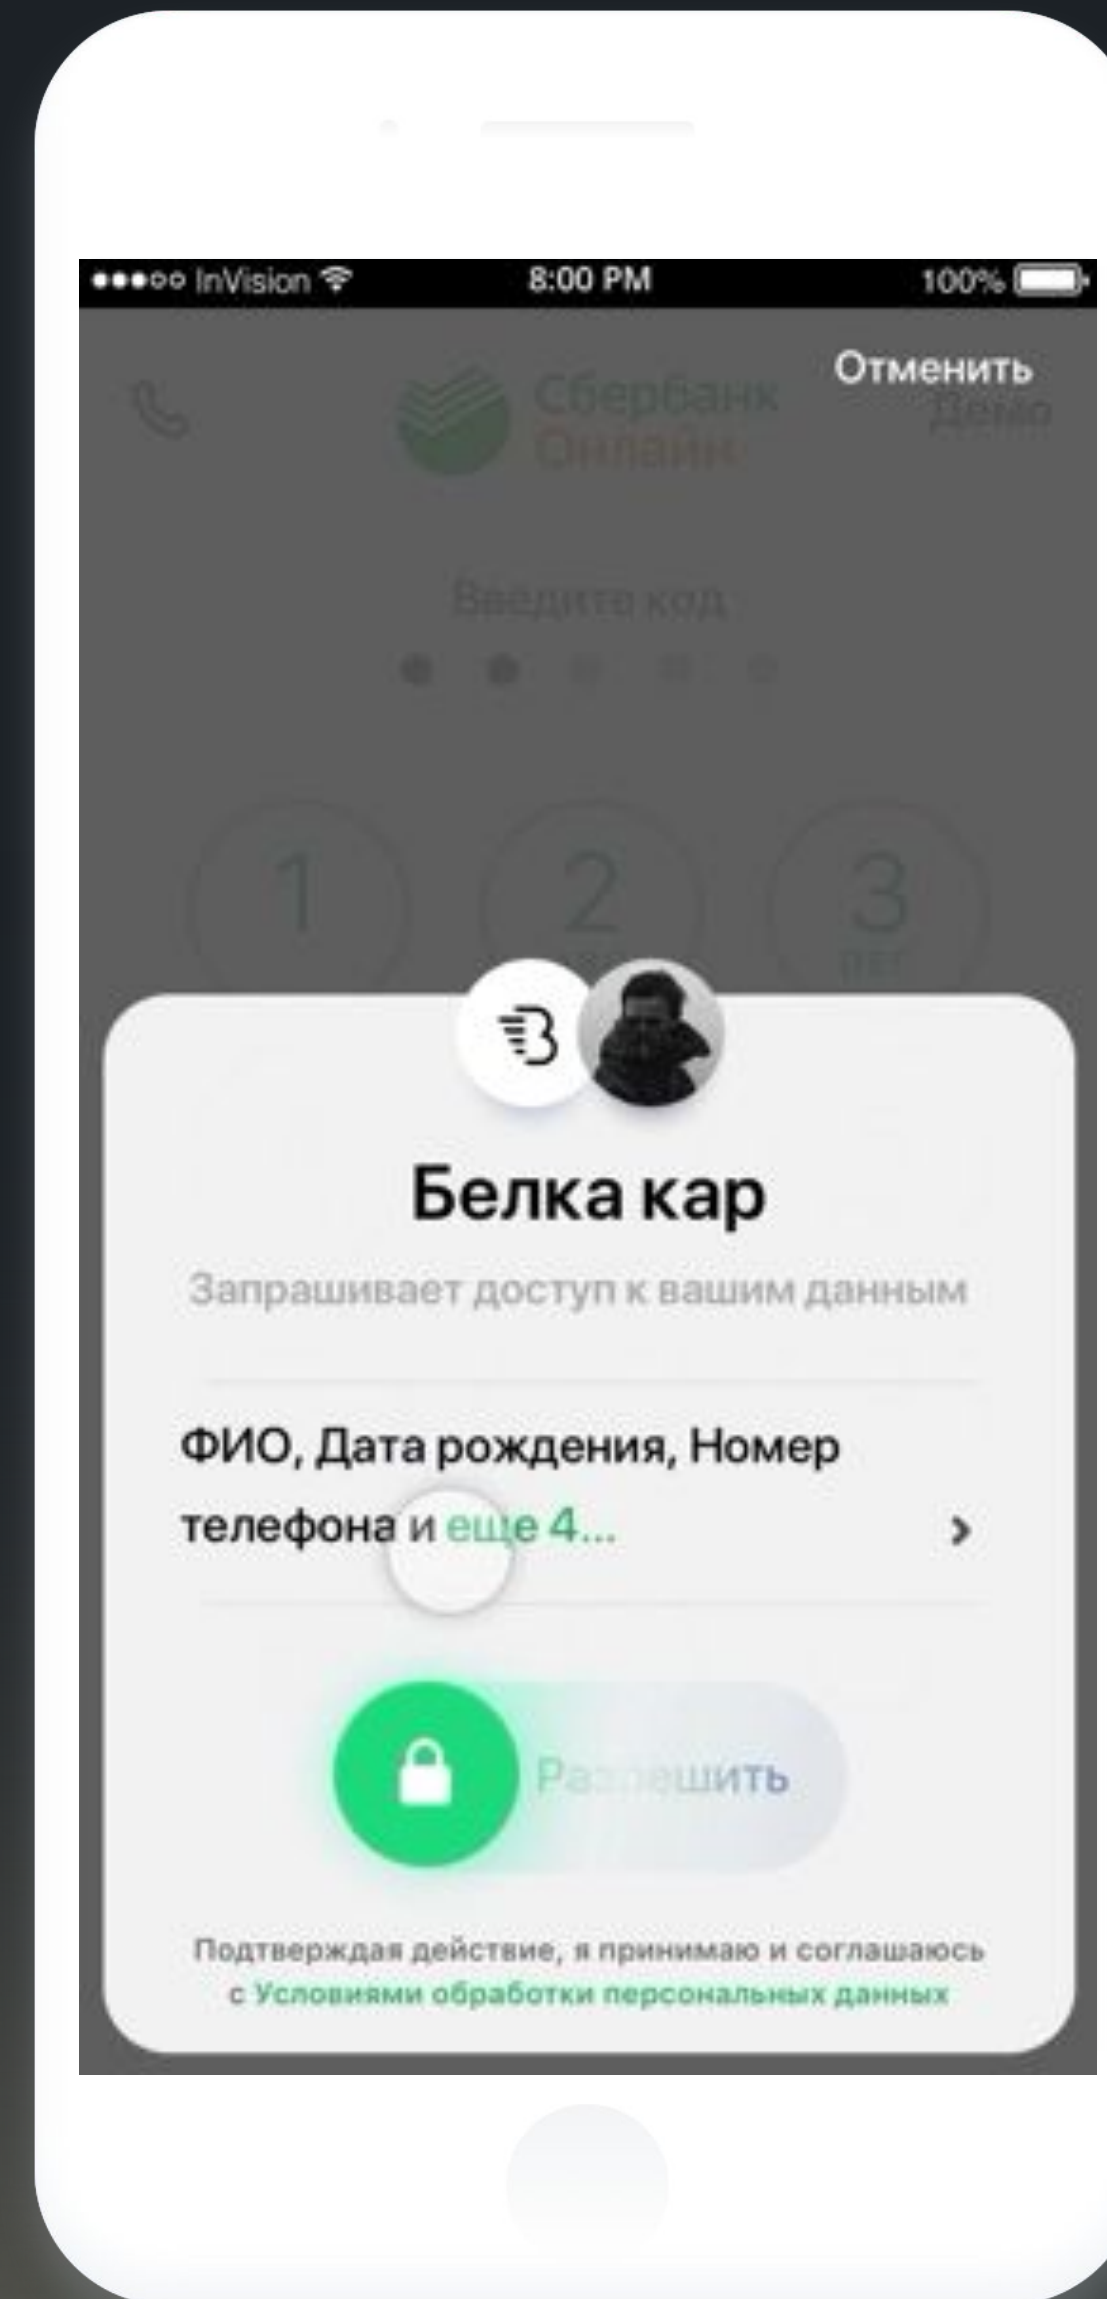 InVision 8:00 PM 100%
Отменить
Сбербанк
Онлайн
Демо
Введите код
1 2 3
Белка кар
Запрашивает доступ к вашим данным
ФИО, Дата рождения, Номер
телефона и еще 4...
Разрешить
Подтверждая действие, я принимаю и соглашаюсь
с Условиями обработки персональных данных